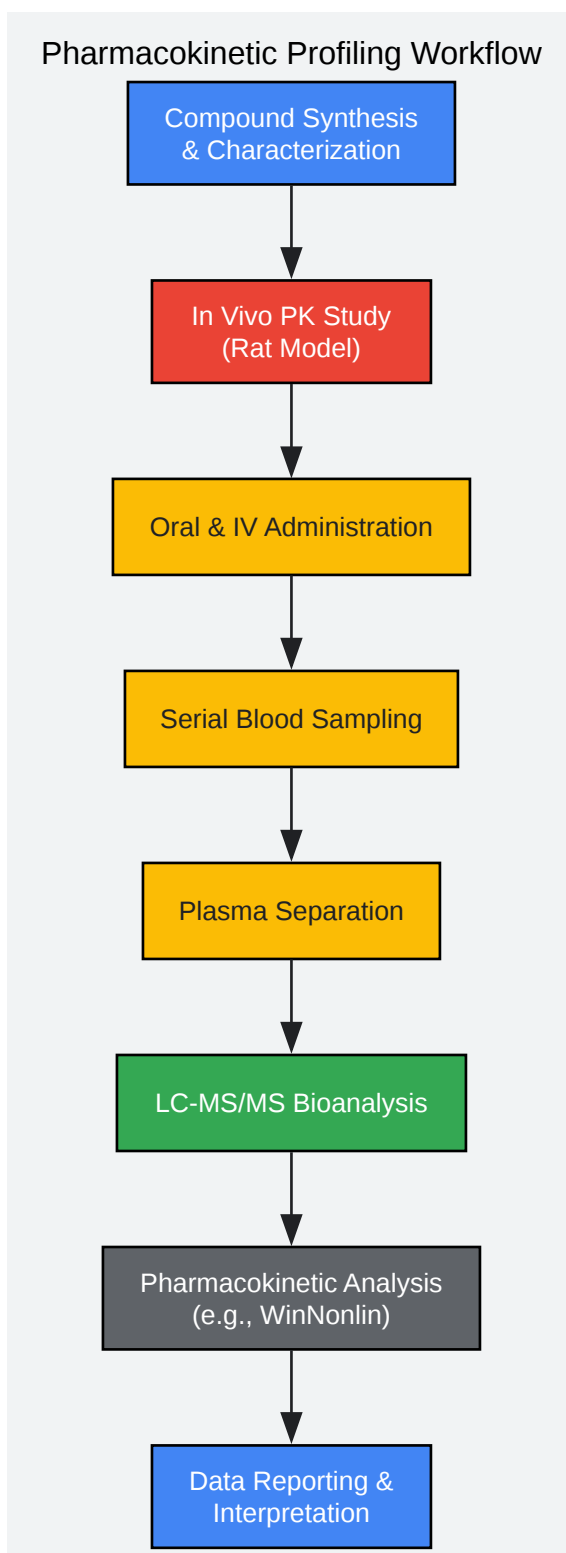 Pharmacokinetic Profiling Workflow
Compound Synthesis
& Characterization
In Vivo PK Study
(Rat Model)
Oral & IV Administration
Serial Blood Sampling
Plasma Separation
LC-MS/MS Bioanalysis
Pharmacokinetic Analysis
(e.g., WinNonlin)
Data Reporting &
Interpretation